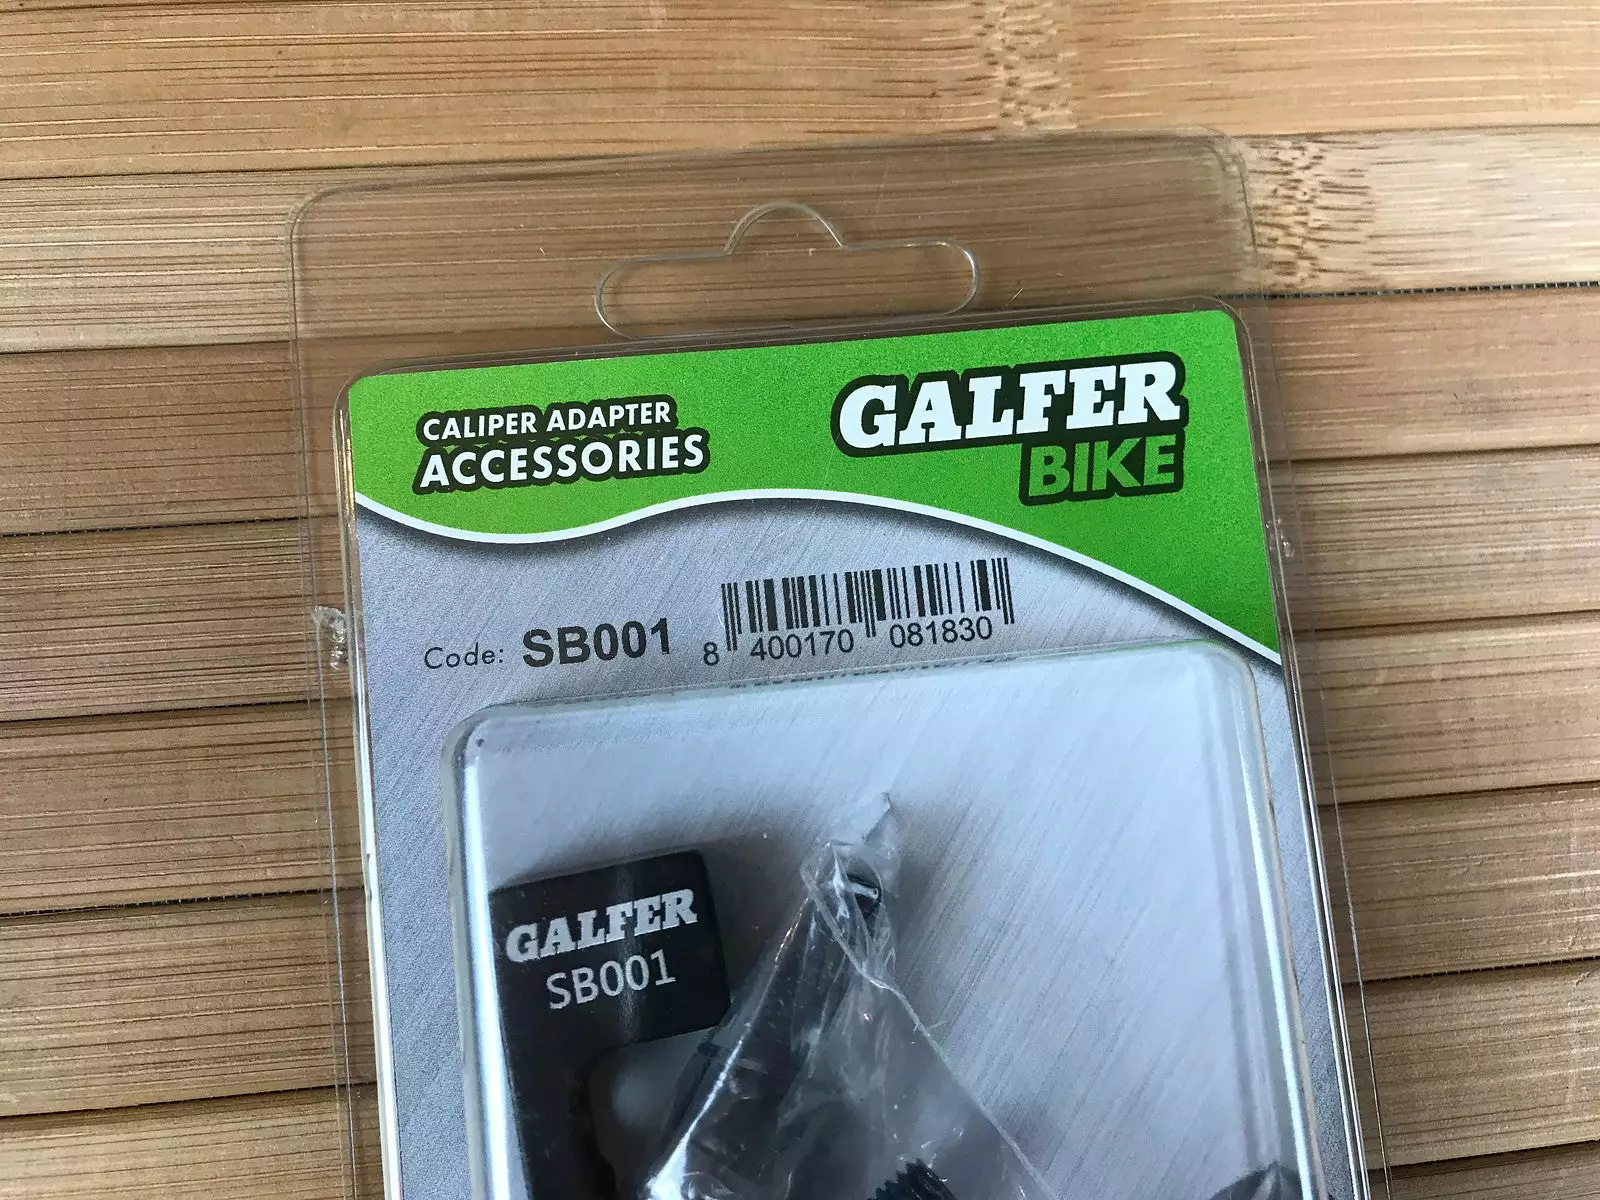 CALIPER ADAPTER
ACCESSORIES
GALFER
BIKE
Code: SB001
8 400170 081830
GALFER
SB001